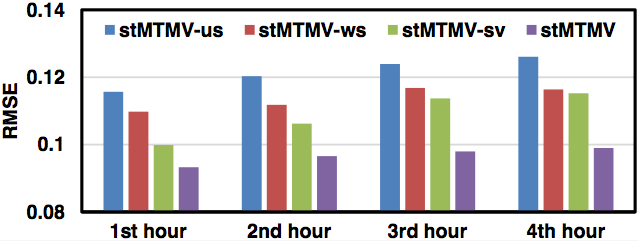 0.14
stMTMV-us stMTMV-ws stMTMV-sv stMTMV
0.12
RMSE
0.1
0.08
1st hour 2nd hour 3rd hour 4th hour